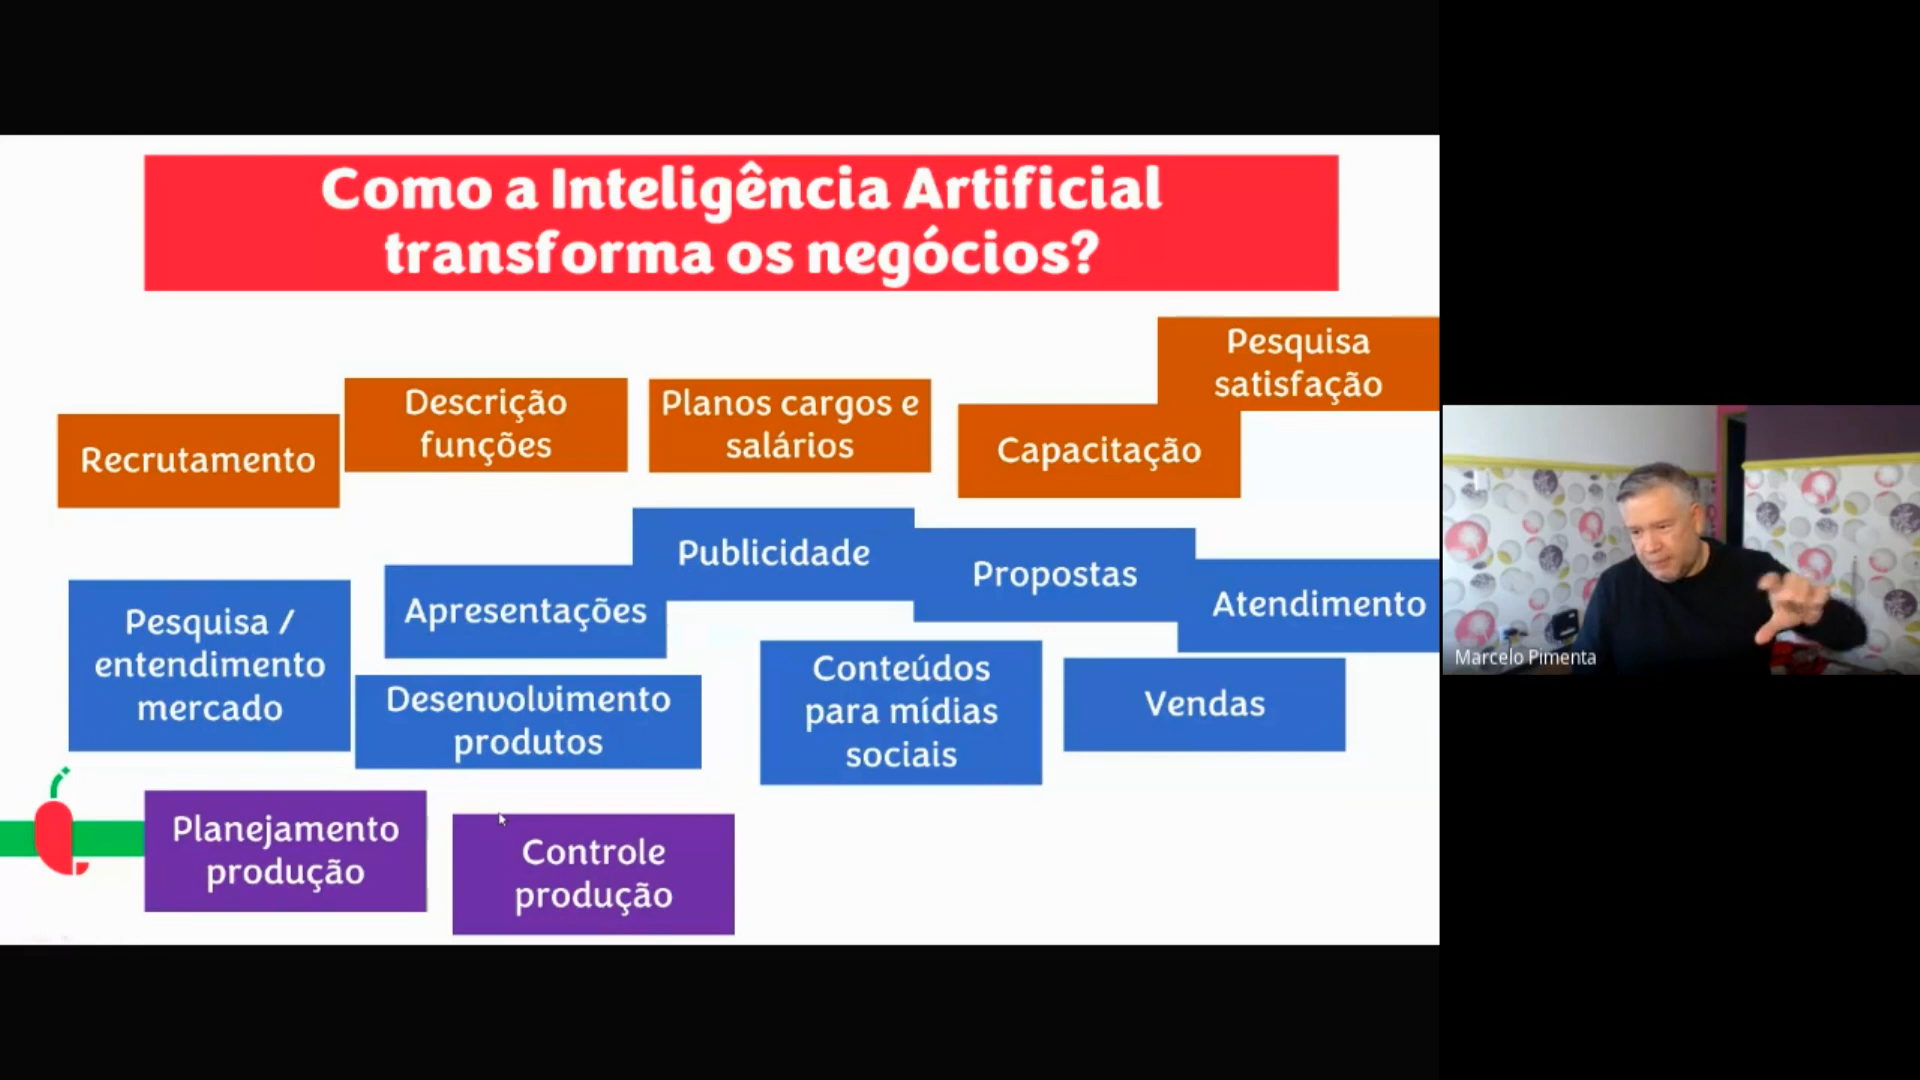 Como a Inteligência Artificial
transforma os negócios?
Pesquisa
satisfação
Descrição
funções
Planos cargos e
salários
Recrutamento
Capacitação
Publicidade
Propostas
Atendimento
Apresentações
Pesquisa /
entendimento
mercado
Desenvolvimento
produtos
Conteúdos
para mídias
sociais
Vendas
Planejamento
produção
Controle
produção
Marcelo Pimenta